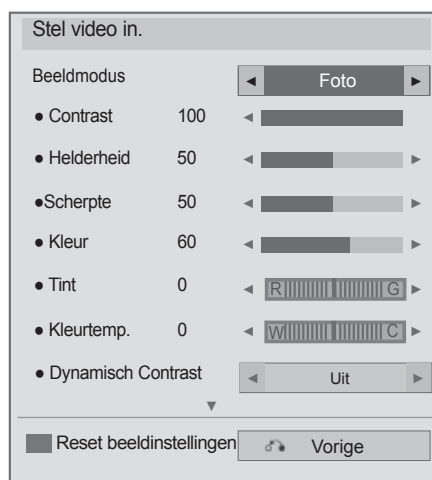 Stel video in.
Beeldmodus ◄ Foto ►
● Contrast 100 ◄
● Helderheid 50 ◄ ►
●Scherpte 50 ◄ ►
● Kleur 60 ◄ ►
● Tint 0 ◄ R G ►
● Kleurtemp. 0 ◄ W C ►
● Dynamisch Contrast ◄ Uit ►
▼
Reset beeldinstellingen Vorige